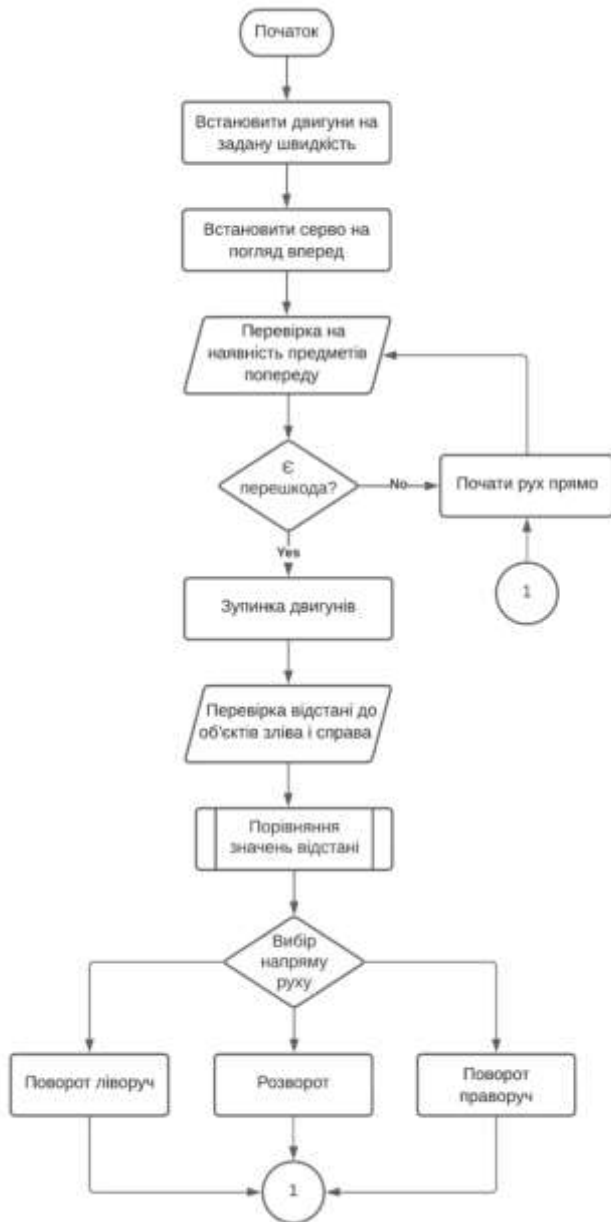 Початок
Встановити двигуни на
задану швидкість
Встановити серво на
погляд вперед
Перевірка на
наявність предметів
попереду
Є
перешкода?
No
Почати рух прямо
Yes
1
Зупинка двигунів
Перевірка відстані до
об'єктів зліва і справа
Порівняння
значень відстані
Вибір
напряму
руху
Поворот ліворуч
Розворот
Поворот
праворуч
1